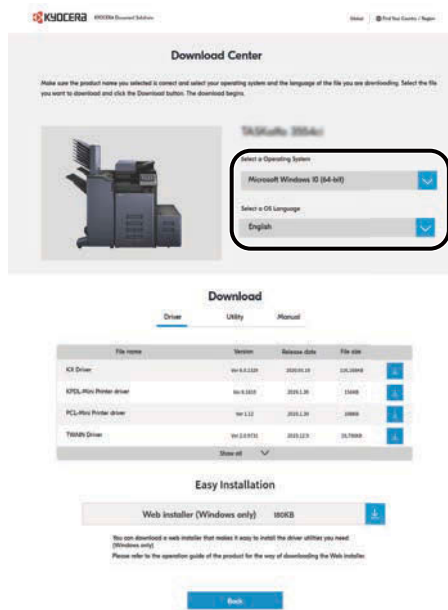 KYOCERA KYOCERA Document Solutions
Global Find Your Country / Region
Download Center
Make sure the product name you selected is correct and select your operating system and the language of the file you are downloading. Select the file
you want to download and click the Download button. The download begins.
Select a Operating System
Microsoft Windows 10 (64-bit)
Select a OS Language
English
Download
Driver Utility Manual
File name Version Release date File size
KX Driver
KPDL-Mini Printer driver
PCL-Mini Printer driver Ver 1.12
TWAIN Driver
Show all
Easy Installation
Web installer (Windows only) 180KB
You can download a web installer that makes it easy to install the driver utilities you need.
(Windows only)
Please refer to the operation guide of the product for the way of downloading the Web installer.
Back